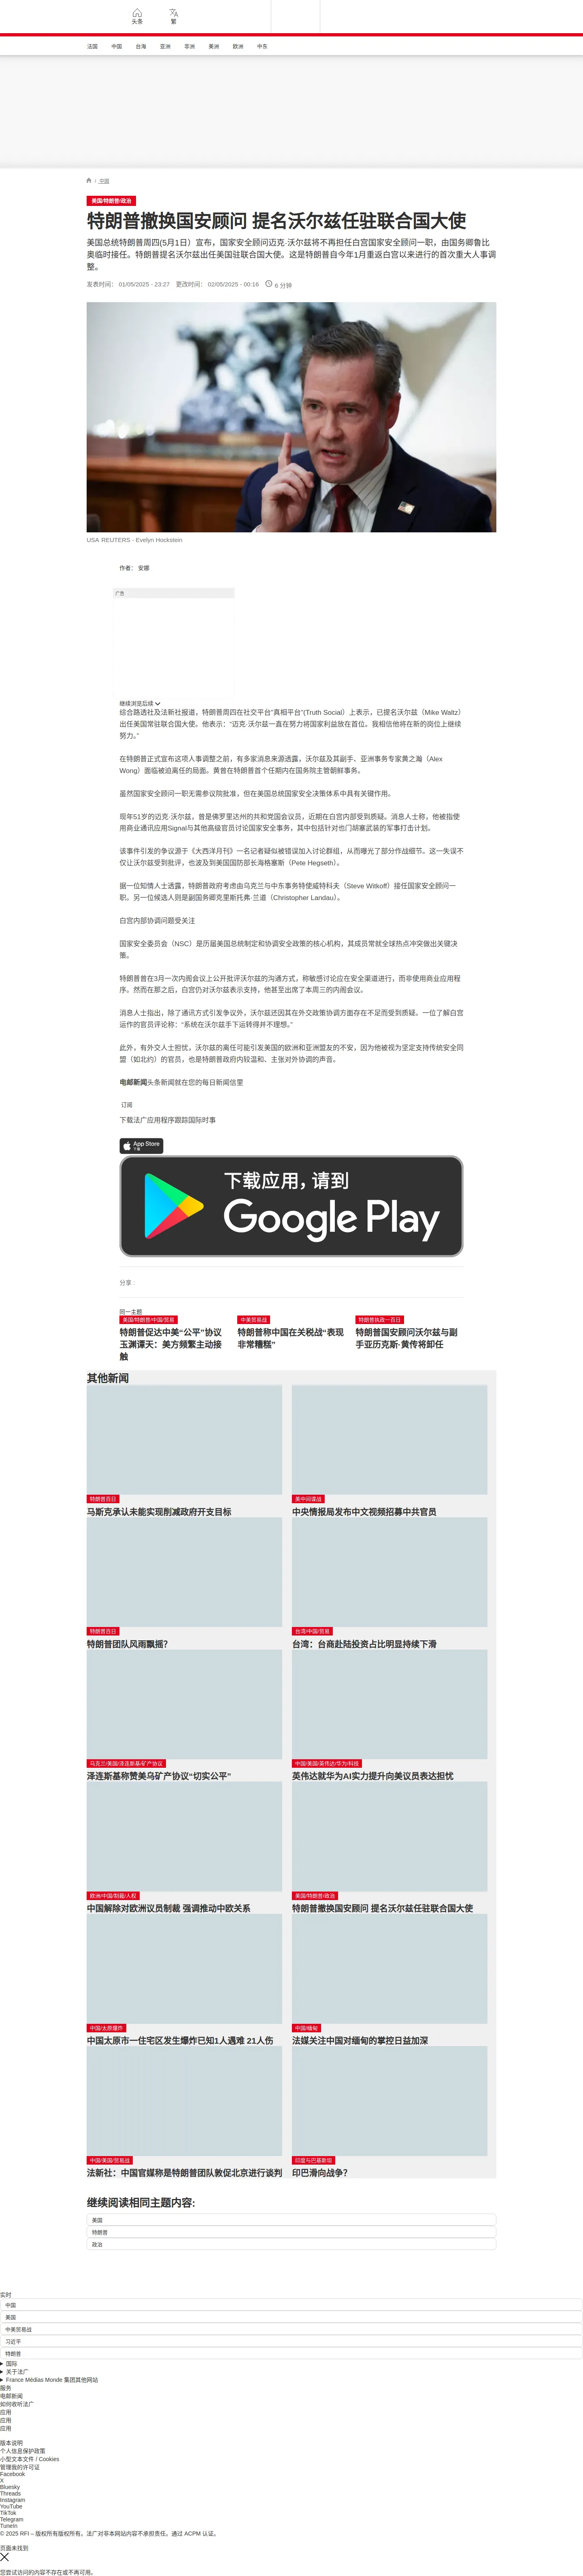 头条
繁
法国 中国 台海 亚洲 非洲 美洲 欧洲 中东
/ 中国
美国/特朗普/政治
特朗普撤换国安顾问 提名沃尔兹任驻联合国大使
美国总统特朗普周四(5月1日）宣布，国家安全顾问迈克·沃尔兹将不再担任白宫国家安全顾问一职，由国务卿鲁比
奥临时接任。特朗普提名沃尔兹出任美国驻联合国大使。这是特朗普自今年1月重返白宫以来进行的首次重大人事调
整。
发表时间： 01/05/2025 - 23:27 更改时间： 02/05/2025 - 00:16 6 分钟
USA REUTERS - Evelyn Hockstein
作者： 安娜
广告
继续浏览后续
综合路透社及法新社报道，特朗普周四在社交平台"真相平台"(Truth Social）上表示，已提名沃尔兹（Mike Waltz）
出任美国常驻联合国大使。他表示："迈克·沃尔兹一直在努力将国家利益放在首位。我相信他将在新的岗位上继续
努力。"
在特朗普正式宣布这项人事调整之前，有多家消息来源透露，沃尔兹及其副手、亚洲事务专家黄之瀚（Alex
Wong）面临被迫离任的局面。黄曾在特朗普首个任期内在国务院主管朝鲜事务。
虽然国家安全顾问一职无需参议院批准，但在美国总统国家安全决策体系中具有关键作用。
现年51岁的迈克·沃尔兹，曾是佛罗里达州的共和党国会议员，近期在白宫内部受到质疑。消息人士称，他被指使
用商业通讯应用Signal与其他高级官员讨论国家安全事务，其中包括针对也门胡塞武装的军事打击计划。
该事件引发的争议源于《大西洋月刊》一名记者疑似被错误加入讨论群组，从而曝光了部分作战细节。这一失误不
仅让沃尔兹受到批评，也波及到美国国防部长海格塞斯（Pete Hegseth）。
据一位知情人士透露，特朗普政府考虑由乌克兰与中东事务特使威特科夫（Steve Witkoff）接任国家安全顾问一
职。另一位候选人则是副国务卿克里斯托弗·兰道（Christopher Landau）。
白宫内部协调问题受关注
国家安全委员会（NSC）是历届美国总统制定和协调安全政策的核心机构，其成员常就全球热点冲突做出关键决
策。
特朗普曾在3月一次内阁会议上公开批评沃尔兹的沟通方式，称敏感讨论应在安全渠道进行，而非使用商业应用程
序。然而在那之后，白宫仍对沃尔兹表示支持，他甚至出席了本周三的内阁会议。
消息人士指出，除了通讯方式引发争议外，沃尔兹还因其在外交政策协调方面存在不足而受到质疑。一位了解白宫
运作的官员评论称："系统在沃尔兹手下运转得并不理想。"
此外，有外交人士担忧，沃尔兹的离任可能引发美国的欧洲和亚洲盟友的不安，因为他被视为坚定支持传统安全同
盟（如北约）的官员，也是特朗普政府内较温和、主张对外协调的声音。
电邮新闻头条新闻就在您的每日新闻信里
订阅
下载法广应用程序跟踪国际时事
App Store
下载
下载应用，请到
Google Play
分享 :
同一主题
美国/特朗普/中国/贸易
特朗普促达中美"公平"协议
玉渊谭天：美方频繁主动接
触
中美贸易战
特朗普称中国在关税战"表现
非常糟糕"
特朗普执政一百日
特朗普国安顾问沃尔兹与副
手亚历克斯·黄传将卸任
其他新闻
特朗普百日
马斯克承认未能实现削减政府开支目标
美中间谍战
中央情报局发布中文视频招募中共官员
特朗普百日
特朗普团队风雨飘摇？
台湾/中国/贸易
台湾：台商赴陆投资占比明显持续下滑
乌克兰/美国/泽连斯基/矿产协议
泽连斯基称赞美乌矿产协议"切实公平"
中国/美国/英伟达/华为/科技
英伟达就华为AI实力提升向美议员表达担忧
欧洲/中国/制裁/人权
中国解除对欧洲议员制裁 强调推动中欧关系
美国/特朗普/政治
特朗普撤换国安顾问 提名沃尔兹任驻联合国大使
中国/太原爆炸
中国太原市一住宅区发生爆炸已知1人遇难 21人伤
中国/缅甸
法媒关注中国对缅甸的掌控日益加深
中国/美国/贸易战
法新社：中国官媒称是特朗普团队敦促北京进行谈判
印度与巴基斯坦
印巴滑向战争？
继续阅读相同主题内容:
美国
特朗普
政治
实时
中国
美国
中美贸易战
习近平
特朗普
国际
关于法广
France Médias Monde 集团其他网站
服务
电邮新闻
如何收听法广
应用
应用
应用
版本说明
个人信息保护政策
小型文本文件 / Cookies
管理我的许可证
Facebook
X
Bluesky
Threads
Instagram
YouTube
TikTok
Telegram
TuneIn
© 2025 RFI – 版权所有版权所有。法广对非本网站内容不承担责任。通过 ACPM 认证。
页面未找到
您尝试访问的内容不存在或不再可用。